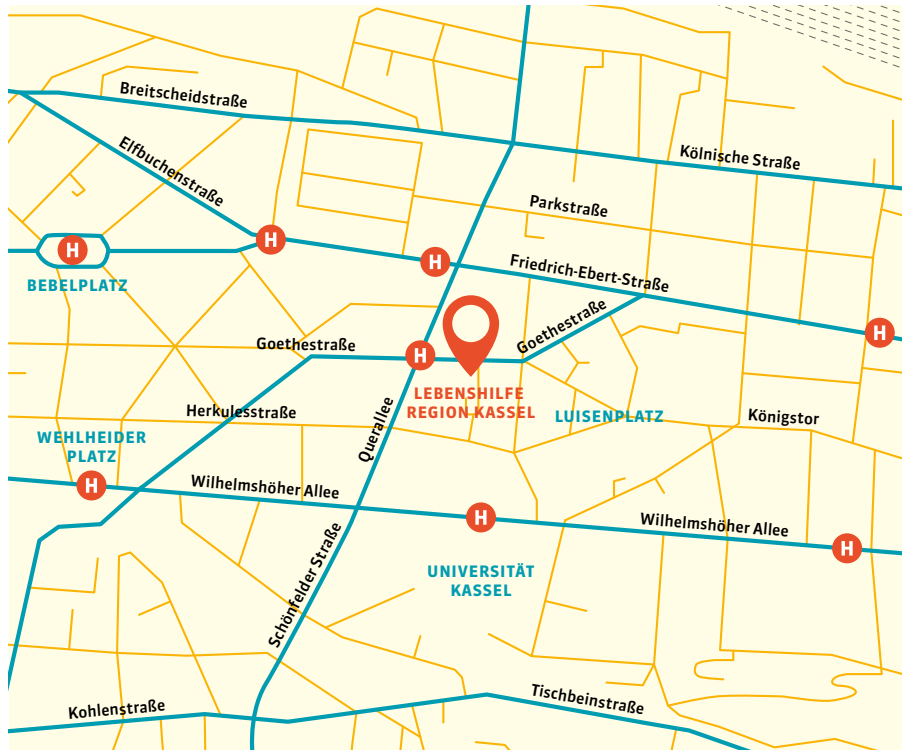 Breitscheidstraße
Kölnische Straße
Elfbuchenstraße
Parkstraße
H
H
H
BEBELPLATZ
Friedrich-Ebert-Straße
Goethestraße
H
Goethestraße
H
LEBENSHILFE
REGION KASSEL
Herkulesstraße
Querallee
LUISENPLATZ
Königstor
WEHLHEIDER
PLATZ
H
Wilhelmshöher Allee
H
Wilhelmshöher Allee
H
Schönfelder Straße
UNIVERSITÄT
KASSEL
Kohlenstraße
Tischbeinstraße